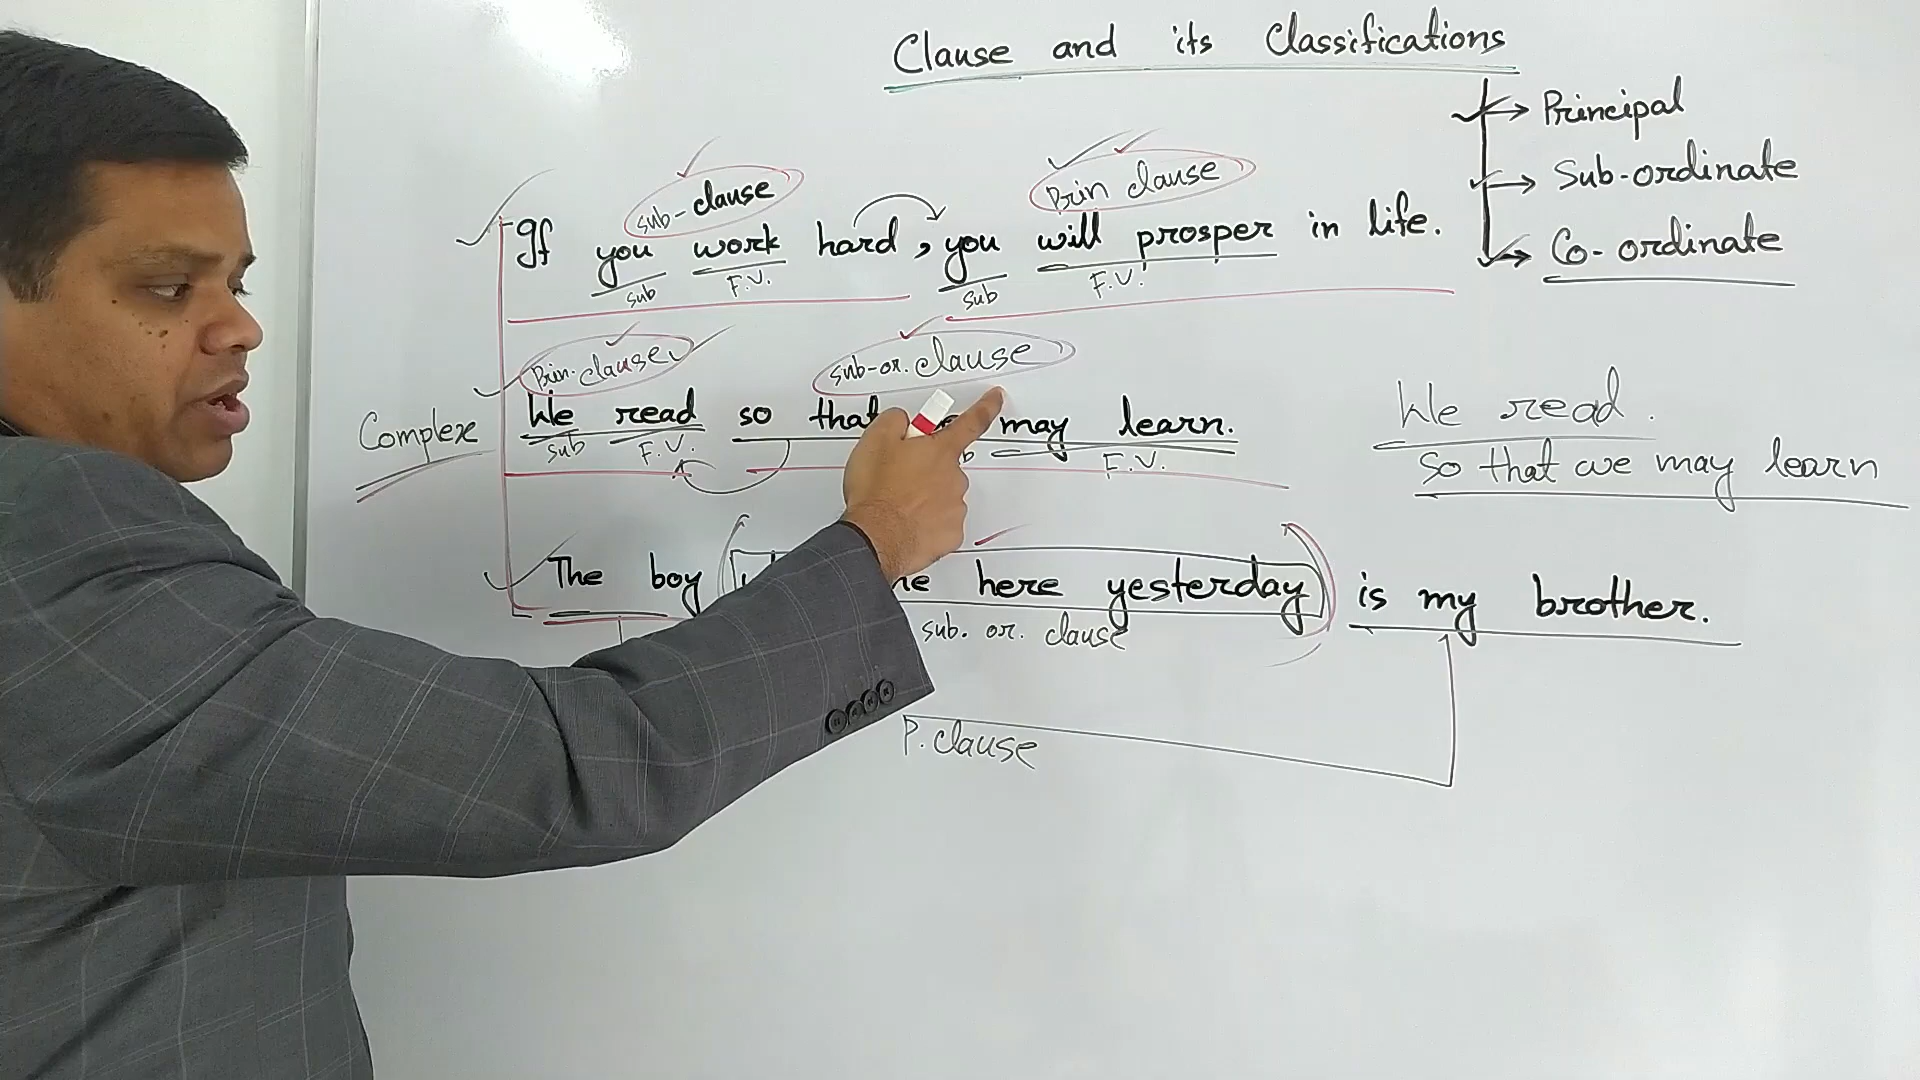 Clause and its Classifications
Principal
Sub-ordinate
Co-ordinate
sub-clause
Prin clause
If you work hard, you will prosper in life.
sub F.V. sub F.V.
Prin. clause
sub-or. clause
Complex
We read so that may learn.
sub F.V. F.V.
We read.
so that we may learn
The boy here yesterday is my brother.
sub. or. clause
P. clause